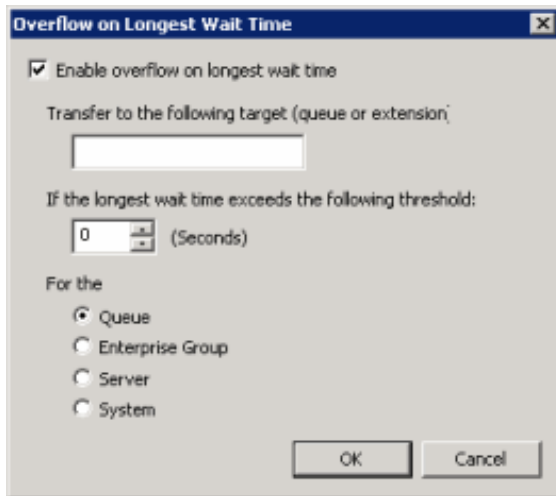 Overflow on Longest Wait Time
Enable overflow on longest wait time
Transfer to the following target (queue or extension)
If the longest wait time exceeds the following threshold:
0 (Seconds)
For the
Queue
Enterprise Group
Server
System
OK Cancel